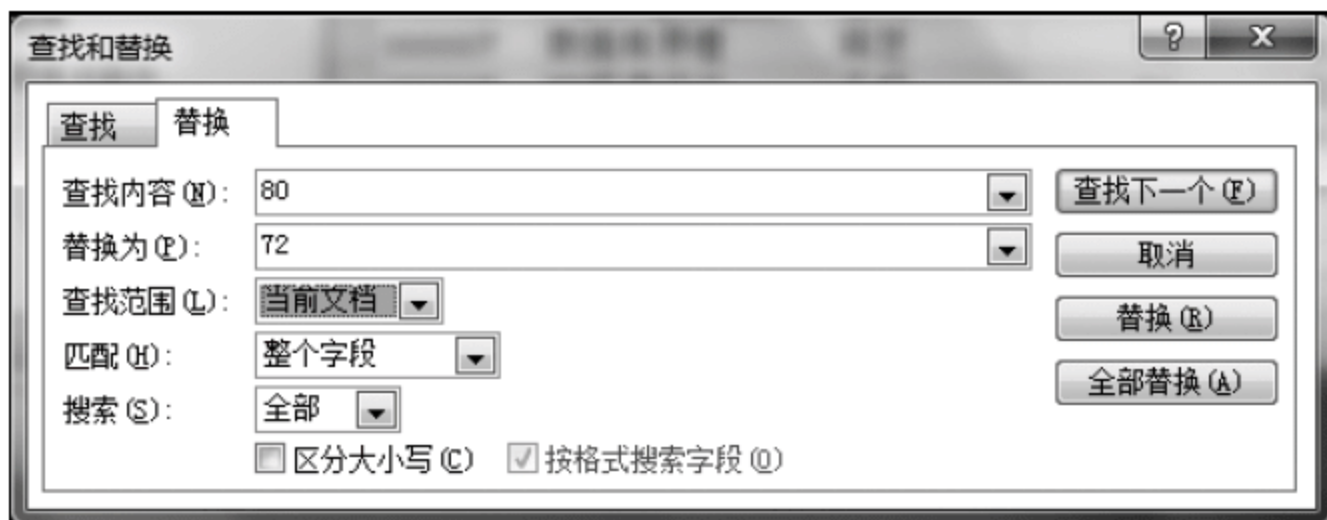 查找和替换
查找 替换
查找内容(N): 80 查找下一个(F)
替换为(P): 72 取消
查找范围(L): 当前文档 替换(R)
匹配(H): 整个字段 全部替换(A)
搜索(S): 全部
区分大小写(C) 按格式搜索字段(O)